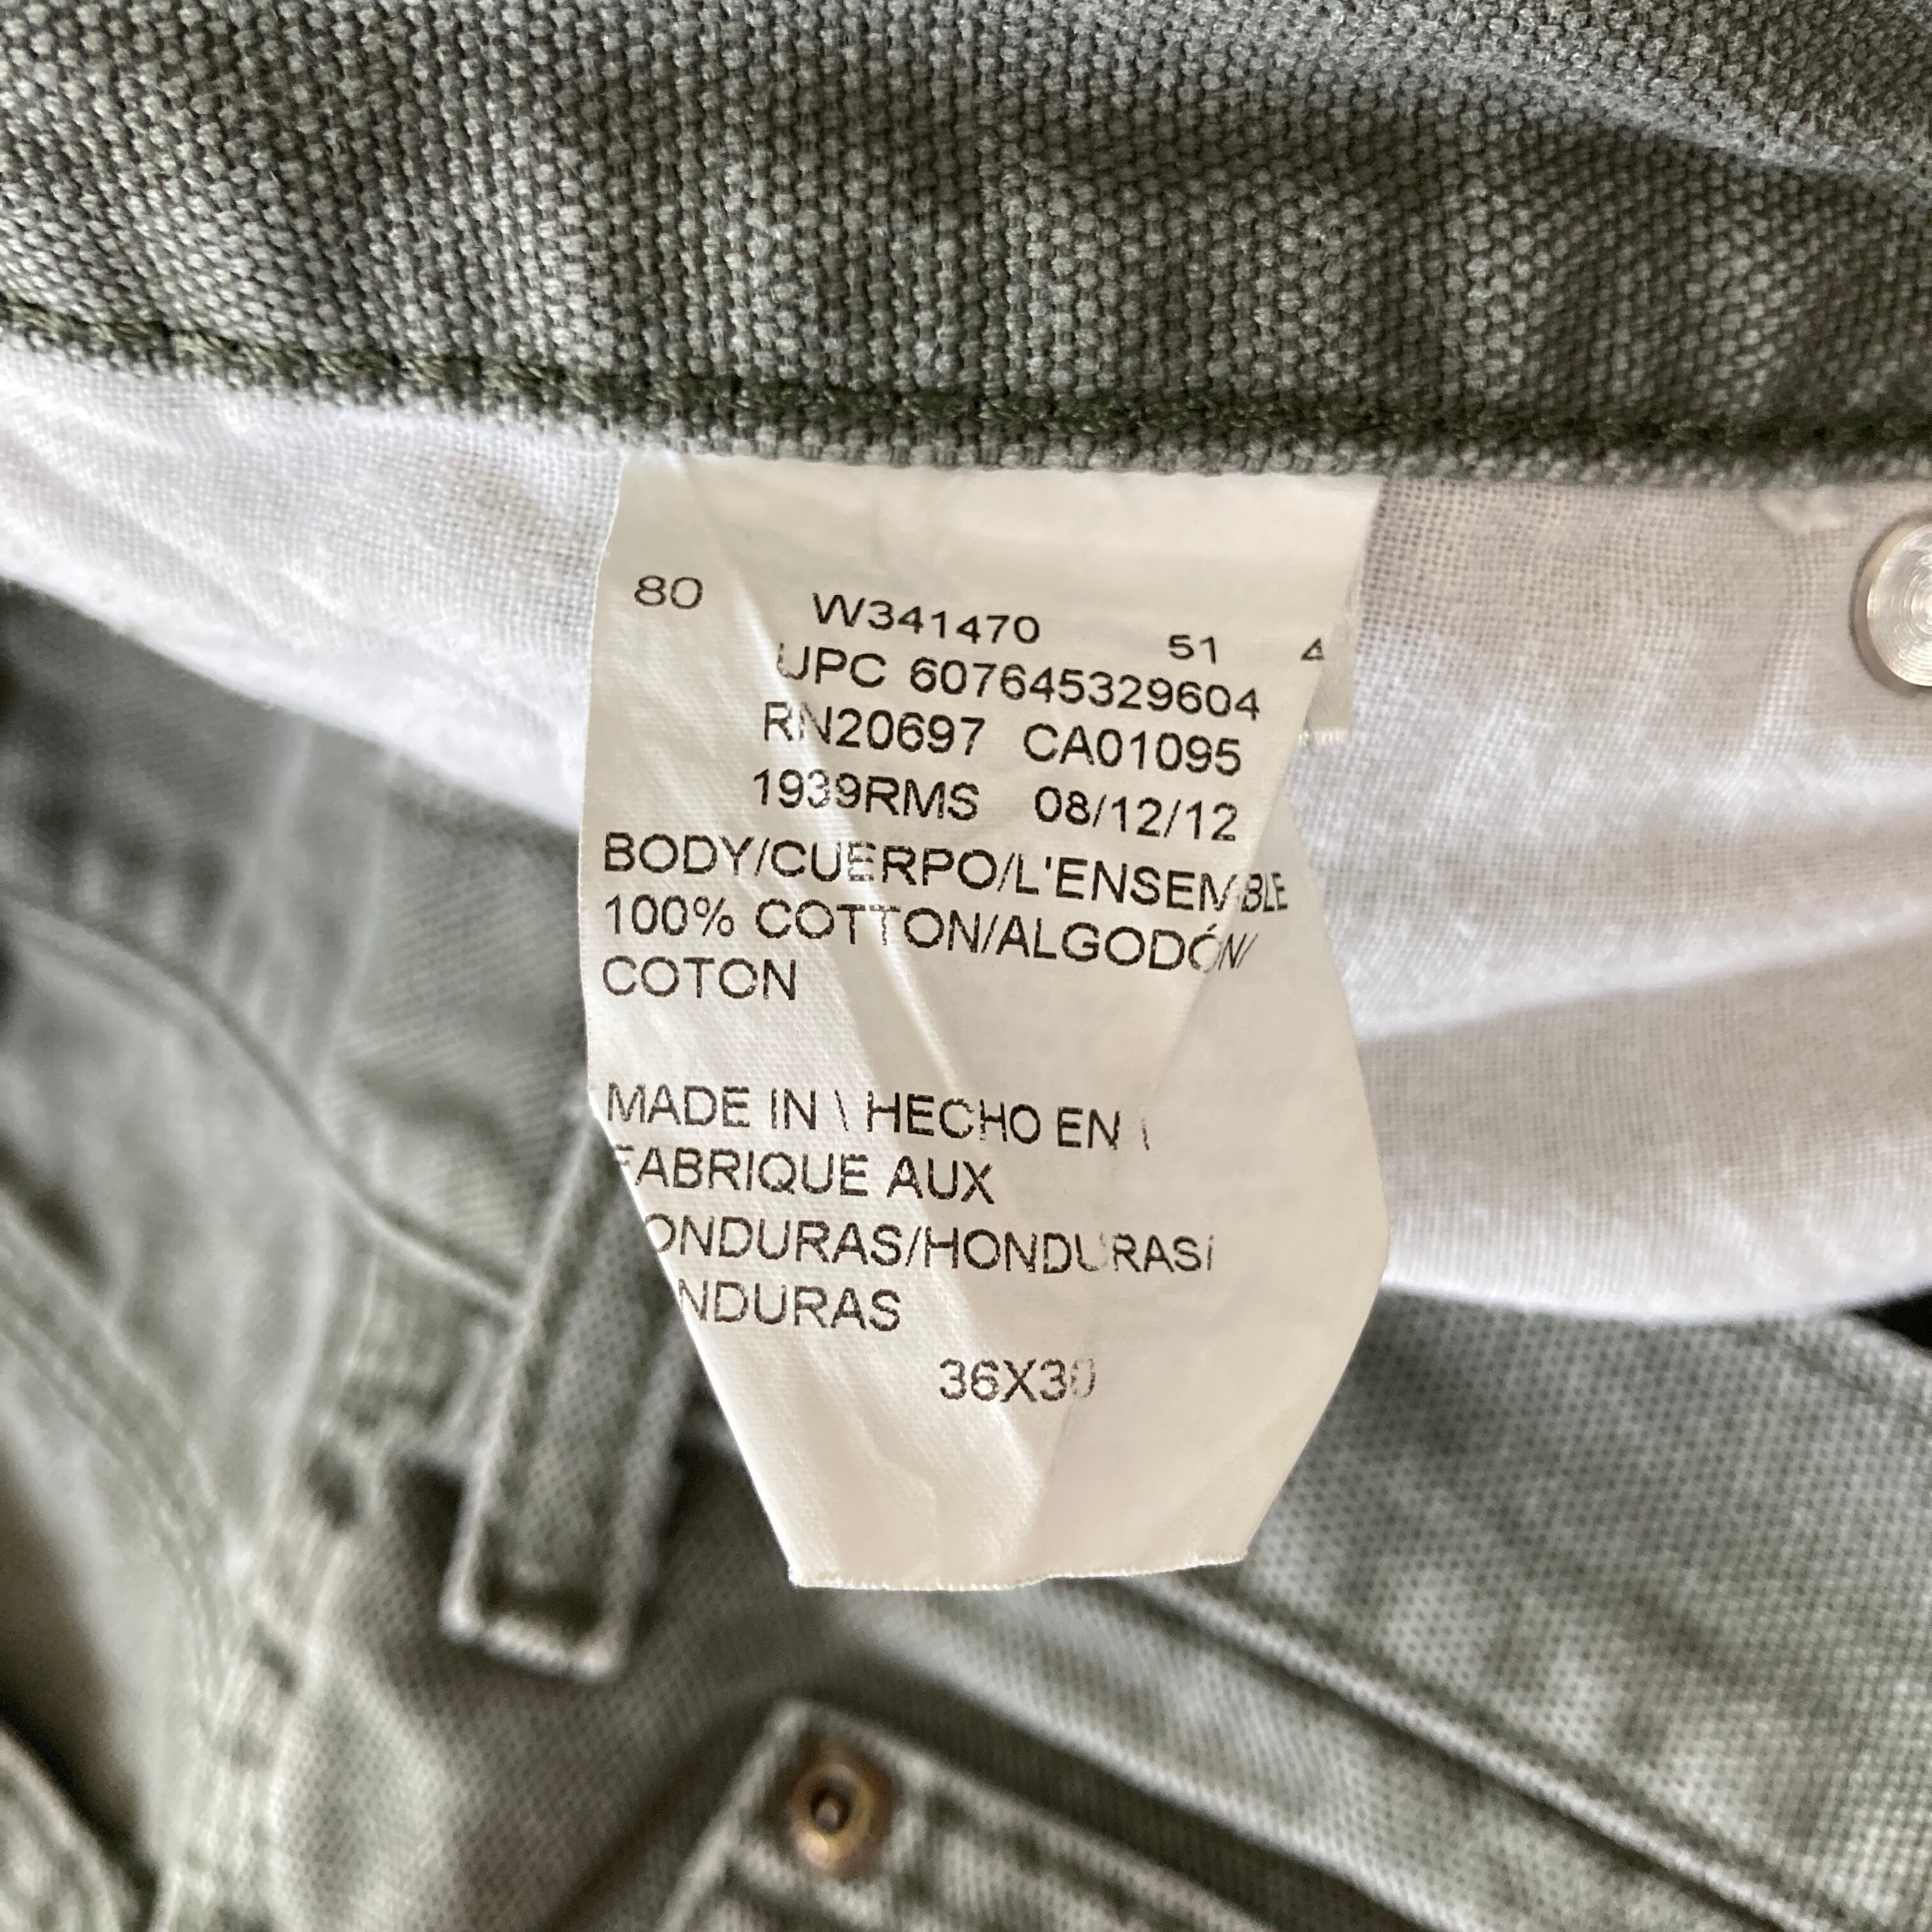 80 W341470 51 4
UPC 607645329604
RN20697 CA01095
1939RMS 08/12/12
BODY/CUERPO/L'ENSEMBLE
100% COTTON/ALGODÓN/
COTON
MADE IN \ HECHO EN \
FABRIQUE AUX
ONDURAS/HONDURAS/
NDURAS
36X30